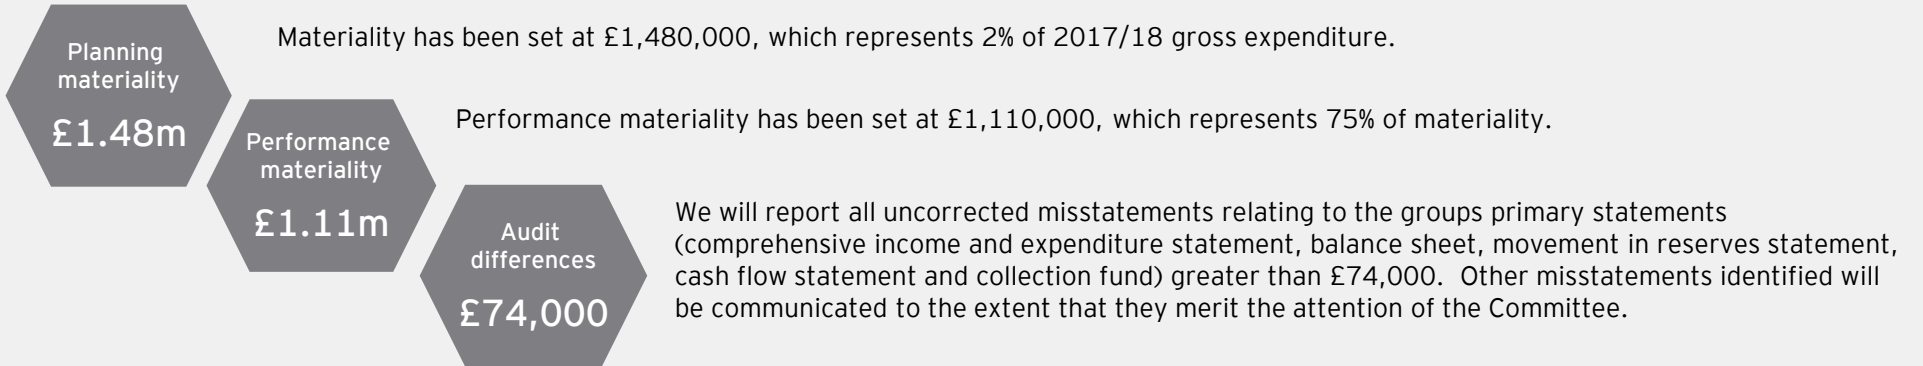 Planning
materiality
£1.48m
Materiality has been set at £1,480,000, which represents 2% of 2017/18 gross expenditure.
Performance
materiality
£1.11m
Performance materiality has been set at £1,110,000, which represents 75% of materiality.
Audit
differences
£74,000
We will report all uncorrected misstatements relating to the groups primary statements
(comprehensive income and expenditure statement, balance sheet, movement in reserves statement,
cash flow statement and collection fund) greater than £74,000.  Other misstatements identified will
be communicated to the extent that they merit the attention of the Committee.